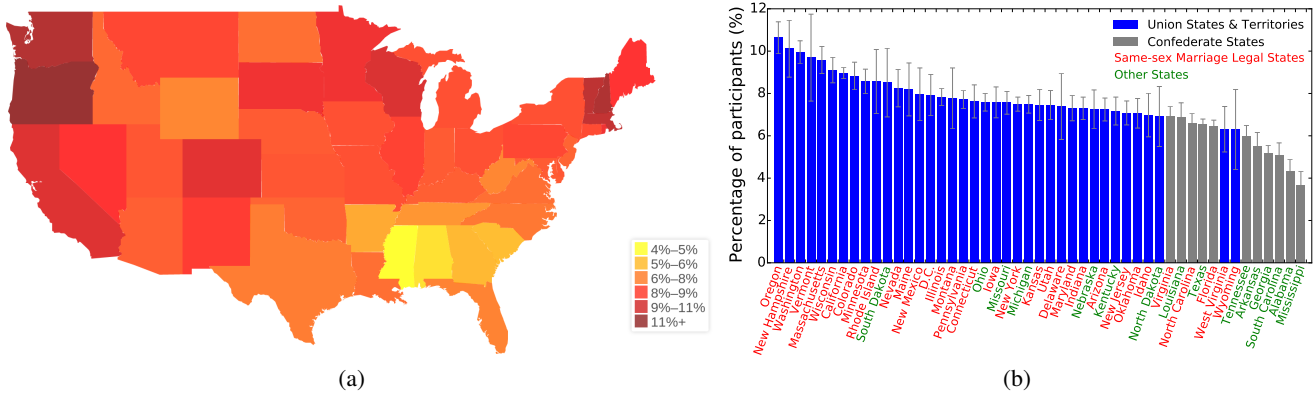 4%–5%
5%–6%
6%–8%
8%–9%
9%–11%
11%+
(a)
Percentage of participants (%)
12
10
8
6
4
2
0
Union States & Territories
Confederate States
Same-sex Marriage Legal States
Other States
Oregon
New Hampshire
Washington
Vermont
Massachusetts
Wisconsin
California
Colorado
Minnesota
Rhode Island
South Dakota
Nevada
Maine
New Mexico
D.C.
Illinois
Montana
Pennsylvania
Connecticut
Ohio
Iowa
Missouri
New York
Michigan
Kansas
Utah
Delaware
Maryland
Indiana
Nebraska
Arizona
Kentucky
New Jersey
Oklahoma
Idaho
North Dakota
Virginia
Louisiana
North Carolina
Texas
Florida
West Virginia
Wyoming
Tennessee
Arkansas
Georgia
South Carolina
Alabama
Mississippi
(b)